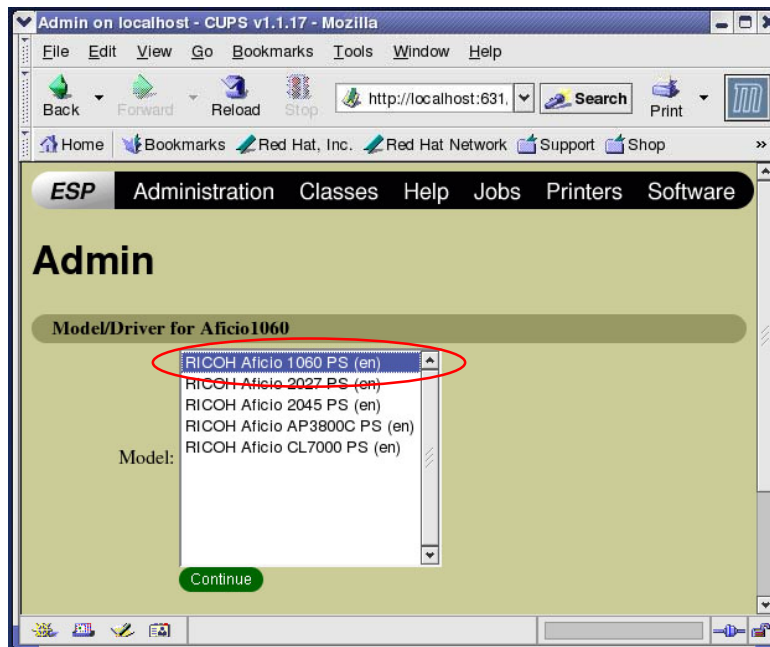 Admin on localhost - CUPS v1.1.17 - Mozilla
File Edit View Go Bookmarks Tools Window Help
Back Forward Reload Stop http://localhost:631. Search Print
Home Bookmarks Red Hat, Inc. Red Hat Network Support Shop »
ESP Administration Classes Help Jobs Printers Software
Admin
Model/Driver for Aficio1060
RICOH Aficio 1060 PS (en)
RICOH Aficio 2027 PS (en)
RICOH Aficio 2045 PS (en)
RICOH Aficio AP3800C PS (en)
RICOH Aficio CL7000 PS (en)
Model:
Continue